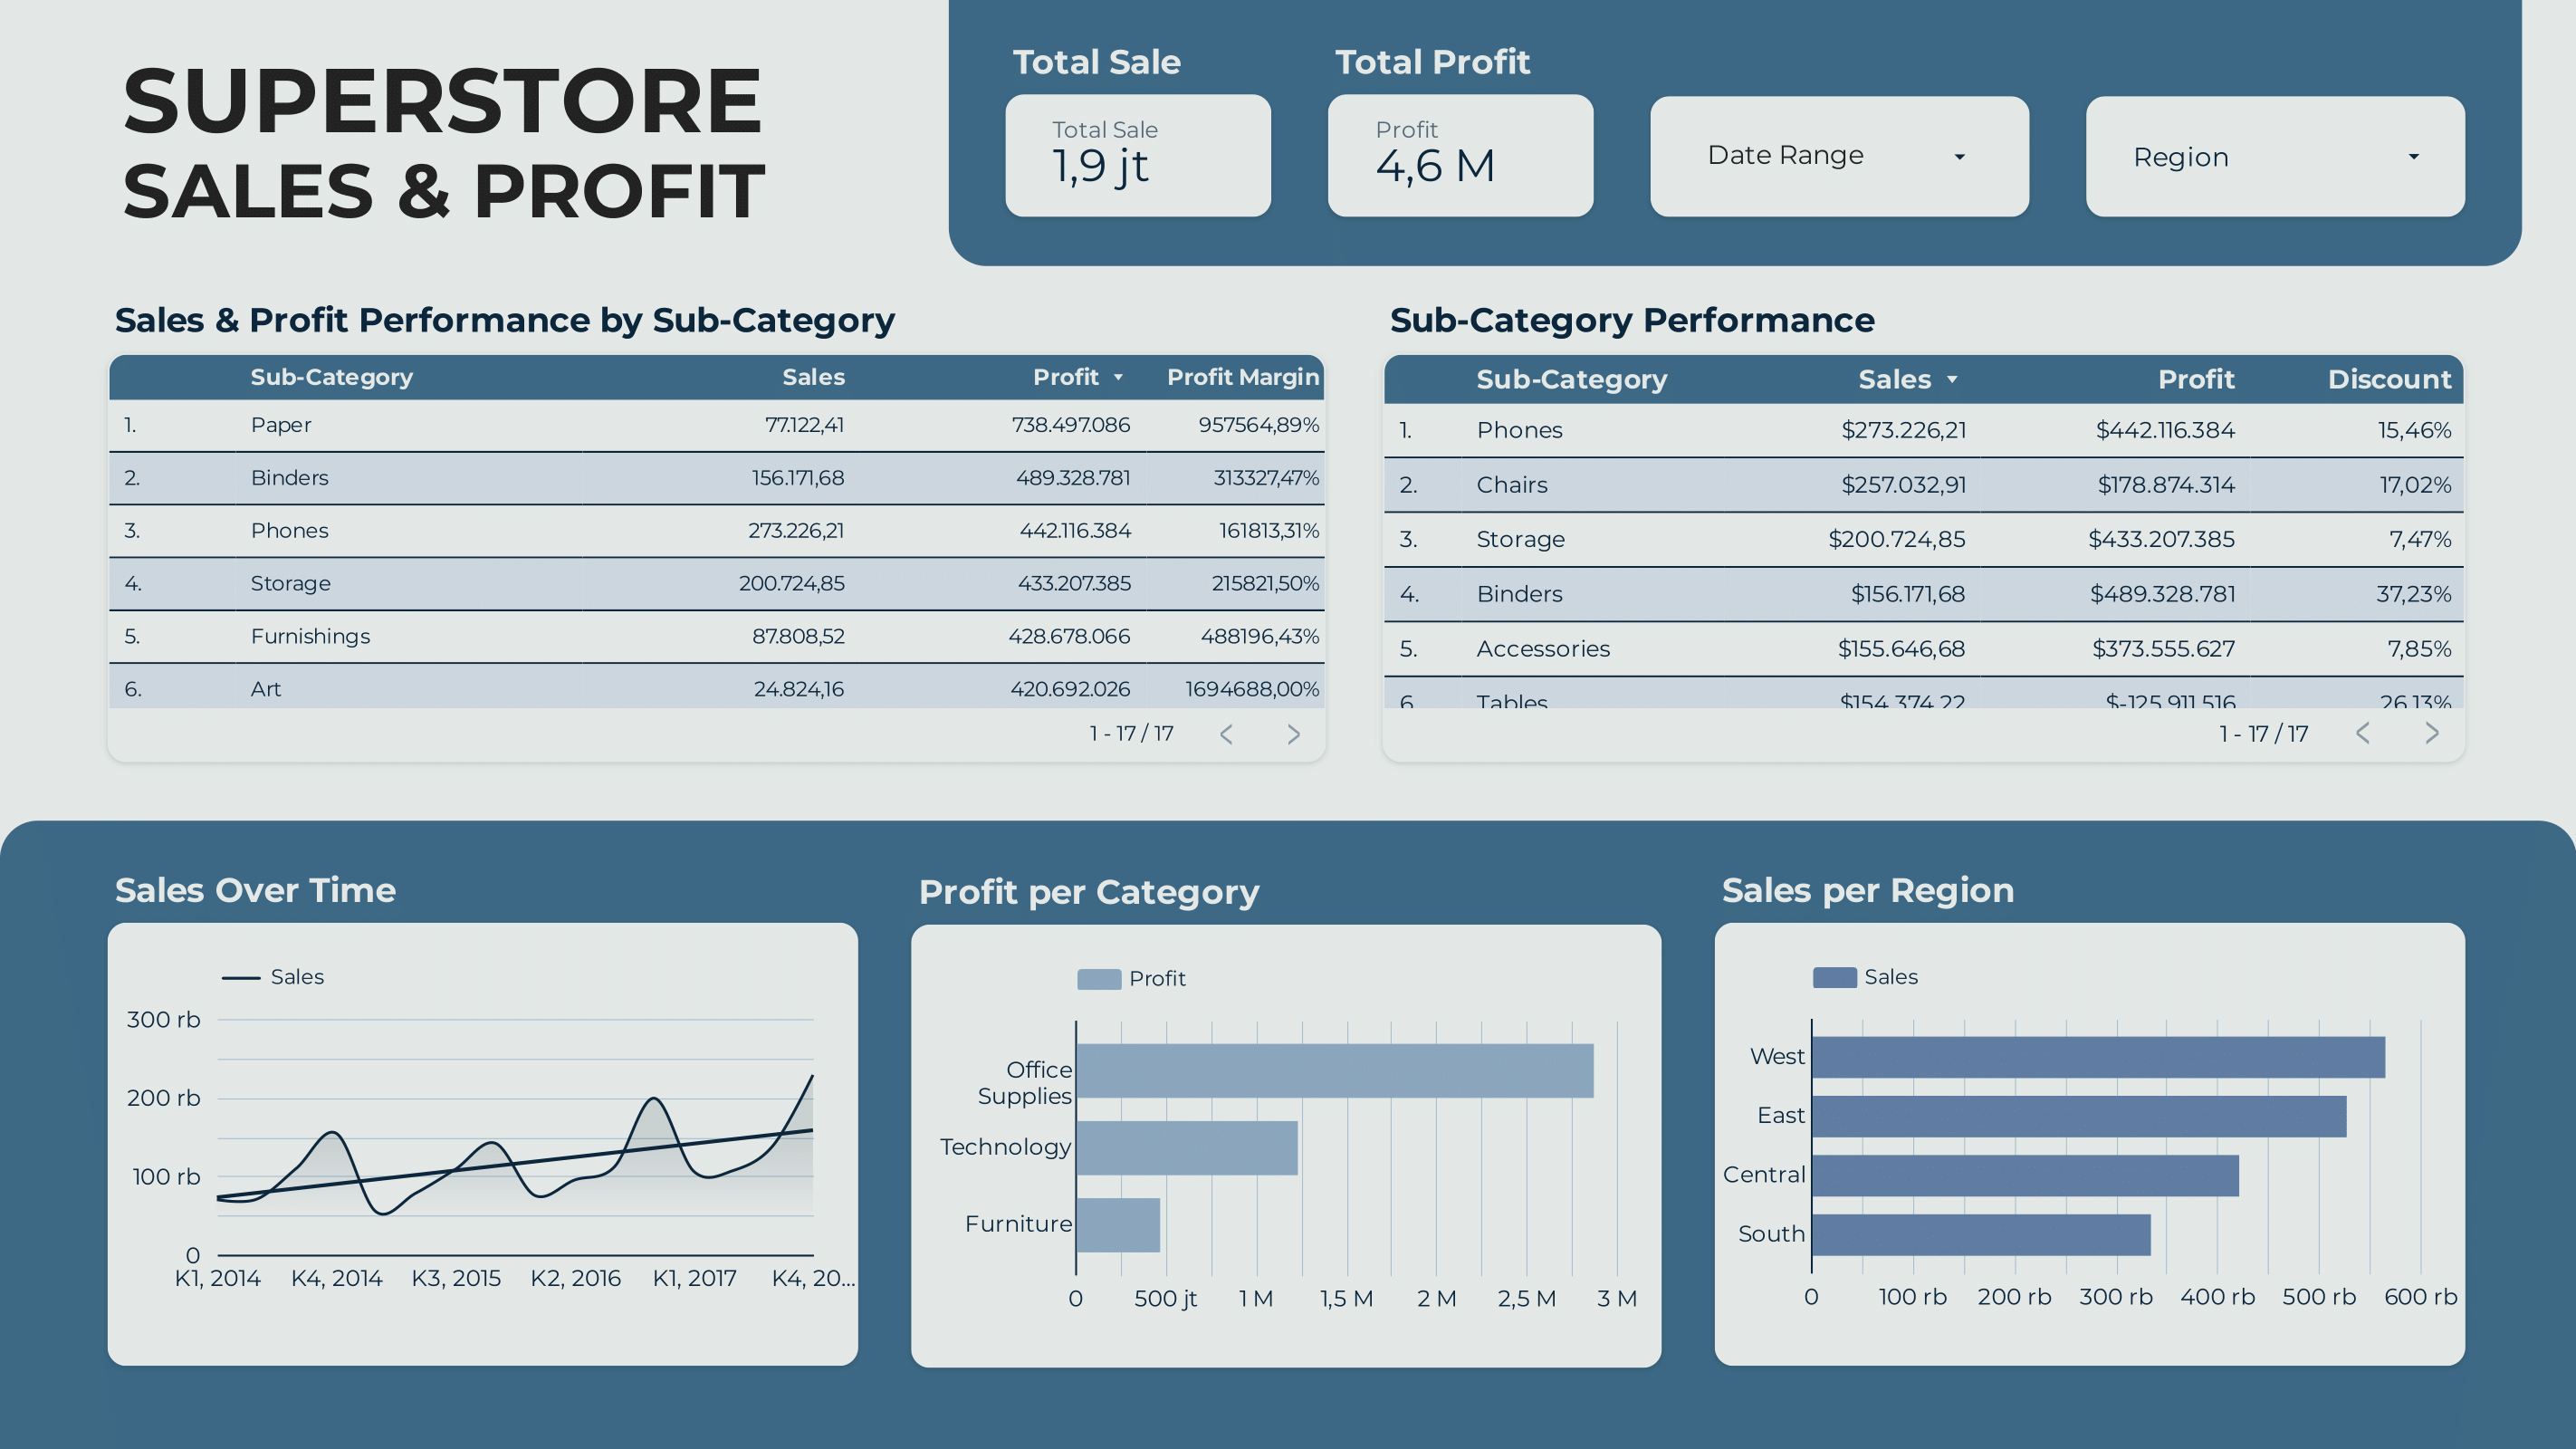 SUPERSTORE
SALES & PROFIT
Total Sale
Total Sale
1,9 jt
Total Profit
Profit
4,6 M
Date Range
Region
Sales & Profit Performance by Sub-Category
Sub-Category Sales Profit Profit Margin
1. Paper 77.122,41 738.497.086 957564,89%
2. Binders 156.171,68 489.328.781 313327,47%
3. Phones 273.226,21 442.116.384 161813,31%
4. Storage 200.724,85 433.207.385 215821,50%
5. Furnishings 87.808,52 428.678.066 488196,43%
6. Art 24.824,16 420.692.026 1694688,00%
1 - 17 / 17
Sub-Category Performance
Sub-Category Sales Profit Discount
1. Phones $273.226,21 $442.116.384 15,46%
2. Chairs $257.032,91 $178.874.314 17,02%
3. Storage $200.724,85 $433.207.385 7,47%
4. Binders $156.171,68 $489.328.781 37,23%
5. Accessories $155.646,68 $373.555.627 7,85%
6. Tables $154.374,22 $-125.911.516 26,13%
1 - 17 / 17
Sales Over Time
Sales
300 rb
200 rb
100 rb
0
K1, 2014 K4, 2014 K3, 2015 K2, 2016 K1, 2017 K4, 20...
Profit per Category
Profit
Office
Supplies
Technology
Furniture
0 500 jt 1 M 1,5 M 2 M 2,5 M 3 M
Sales per Region
Sales
West
East
Central
South
0 100 rb 200 rb 300 rb 400 rb 500 rb 600 rb